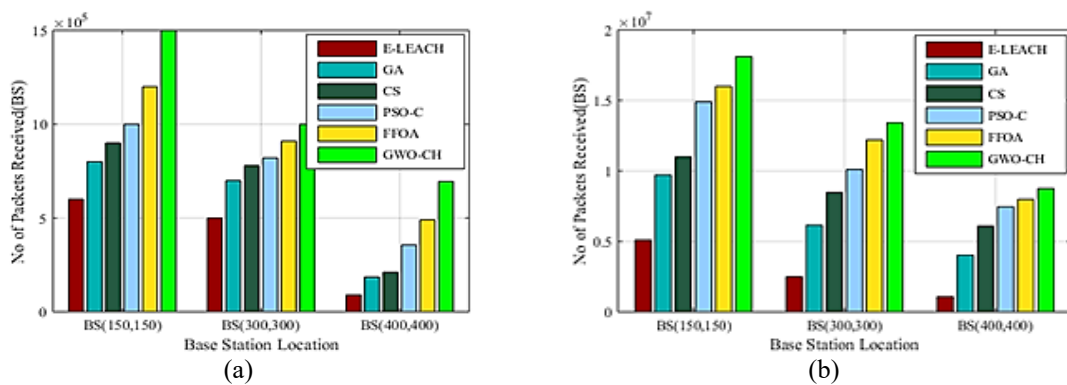 ×10⁵
15
10
5
0
No of Packets Received(BS)
E-LEACH
GA
CS
PSO-C
FFOA
GWO-CH
BS(150,150) BS(300,300) BS(400,400)
Base Station Location
(a)
×10⁷
2
1.5
1
0.5
0
No of Packets Received(BS)
E-LEACH
GA
CS
PSO-C
FFOA
GWO-CH
BS(150,150) BS(300,300) BS(400,400)
Base Station Location
(b)